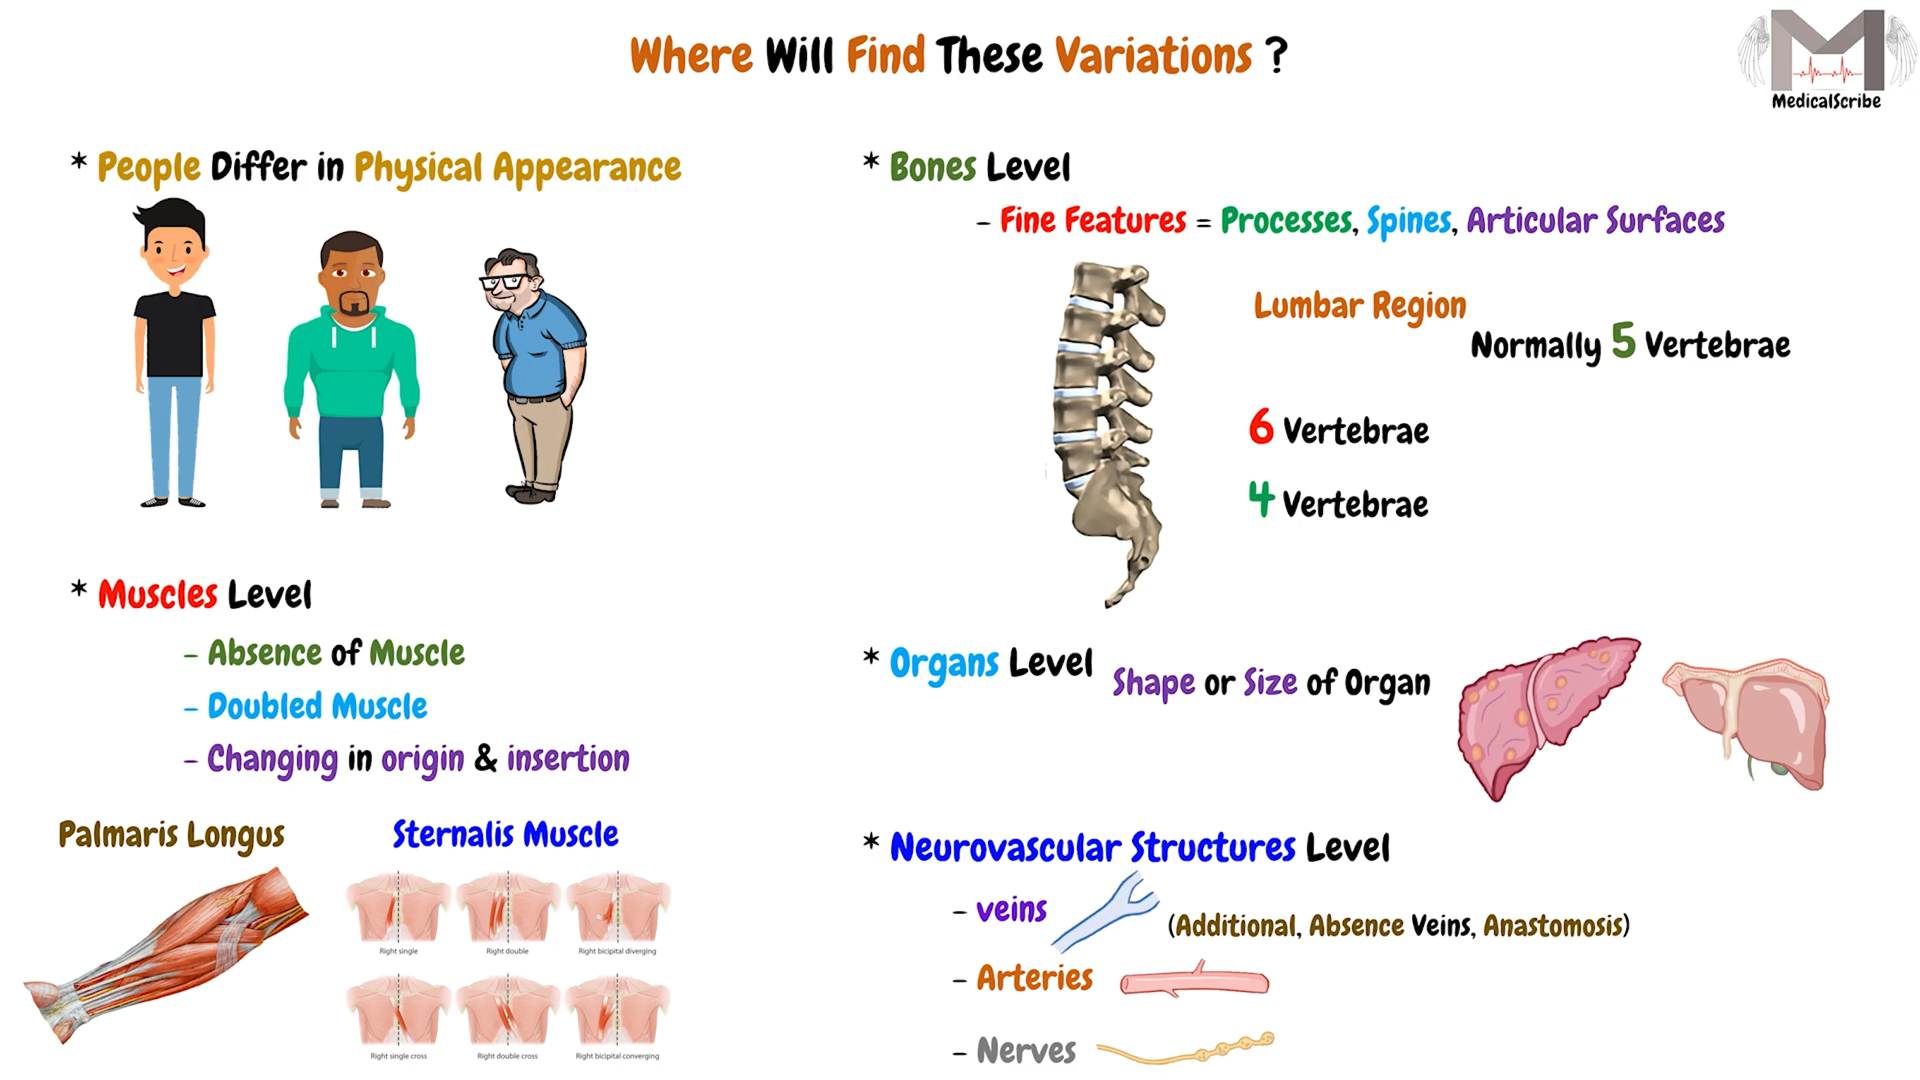 Where Will Find These Variations ?
MedicalScribe
* People Differ in Physical Appearance
* Muscles Level
- Absence of Muscle
- Doubled Muscle
- Changing in origin & insertion
Palmaris Longus
Sternalis Muscle
Right single
Right double
Right bicipital diverging
Right single cross
Right double cross
Right bicipital converging
* Bones Level
- Fine Features = Processes, Spines, Articular Surfaces
Lumbar Region
Normally 5 Vertebrae
6 Vertebrae
4 Vertebrae
* Organs Level
Shape or Size of Organ
* Neurovascular Structures Level
- veins
(Additional, Absence Veins, Anastomosis)
- Arteries
- Nerves